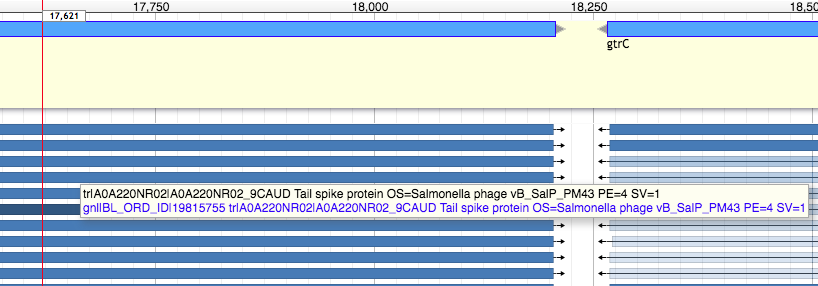 17,750 18,000 18,250 18,50
17,621
gtrC
tr|A0A220NR02|A0A220NR02_9CAUD Tail spike protein OS=Salmonella phage vB_SalP_PM43 PE=4 SV=1
gnl|BL_ORD_ID|19815755 tr|A0A220NR02|A0A220NR02_9CAUD Tail spike protein OS=Salmonella phage vB_SalP_PM43 PE=4 SV=1